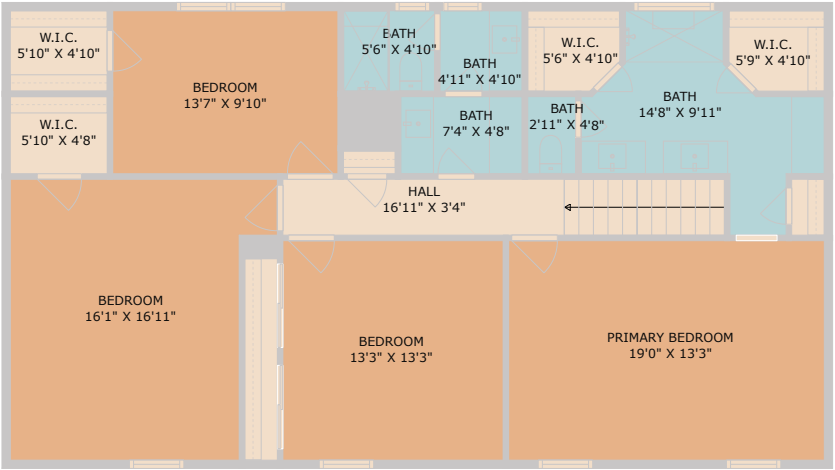 W.I.C.
5'10" X 4'10"
BEDROOM
13'7" X 9'10"
BATH
5'6" X 4'10"
BATH
4'11" X 4'10"
W.I.C.
5'6" X 4'10"
W.I.C.
5'9" X 4'10"
W.I.C.
5'10" X 4'8"
BATH
7'4" X 4'8"
BATH
2'11" X 4'8"
BATH
14'8" X 9'11"
HALL
16'11" X 3'4"
BEDROOM
16'1" X 16'11"
BEDROOM
13'3" X 13'3"
PRIMARY BEDROOM
19'0" X 13'3"